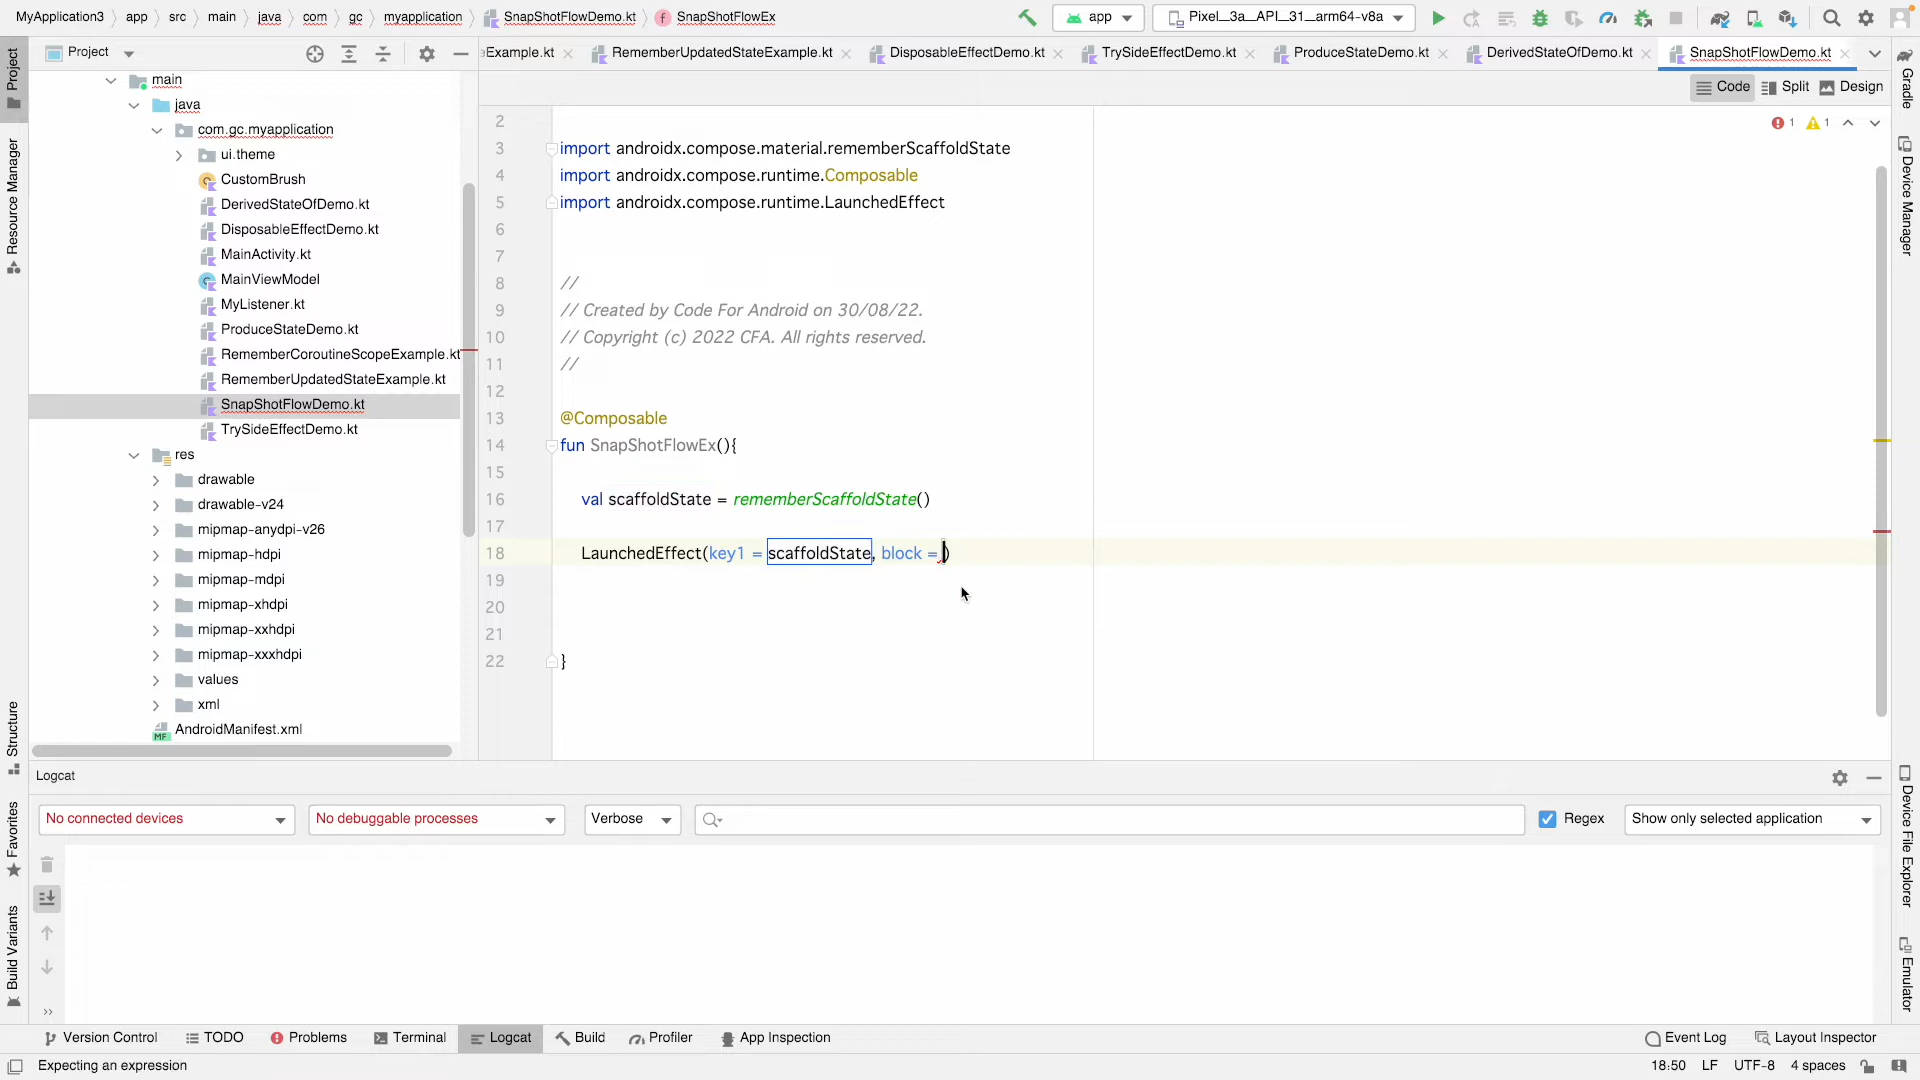 MyApplication3 app src main java com gc myapplication SnapShotFlowDemo.kt SnapShotFlowEx app Pixel_3a_API_31_arm64-v8a
Project
eExample.kt RememberUpdatedStateExample.kt DisposableEffectDemo.kt TrySideEffectDemo.kt ProduceStateDemo.kt DerivedStateOfDemo.kt SnapShotFlowDemo.kt
Code Split Design
main
java
com.gc.myapplication
ui.theme
CustomBrush
DerivedStateOfDemo.kt
DisposableEffectDemo.kt
MainActivity.kt
MainViewModel
MyListener.kt
ProduceStateDemo.kt
RememberCoroutineScopeExample.kt
RememberUpdatedStateExample.kt
SnapShotFlowDemo.kt
TrySideEffectDemo.kt
res
drawable
drawable-v24
mipmap-anydpi-v26
mipmap-hdpi
mipmap-mdpi
mipmap-xhdpi
mipmap-xxhdpi
mipmap-xxxhdpi
values
xml
MF AndroidManifest.xml
1 1
2
3 import androidx.compose.material.rememberScaffoldState
4 import androidx.compose.runtime.Composable
5 import androidx.compose.runtime.LaunchedEffect
6
7
8 //
9 // Created by Code For Android on 30/08/22.
10 // Copyright (c) 2022 CFA. All rights reserved.
11 //
12
13 @Composable
14 fun SnapShotFlowEx(){
15
16 val scaffoldState = rememberScaffoldState()
17
18 LaunchedEffect(key1 = scaffoldState, block = )
19
20
21
22 }
Project
Resource Manager
Structure
Favorites
Build Variants
Gradle
Device Manager
Device File Explorer
Emulator
Logcat
No connected devices No debuggable processes Verbose Regex Show only selected application
Version Control TODO Problems Terminal Logcat Build Profiler App Inspection Event Log Layout Inspector
Expecting an expression 18:50 LF UTF-8 4 spaces